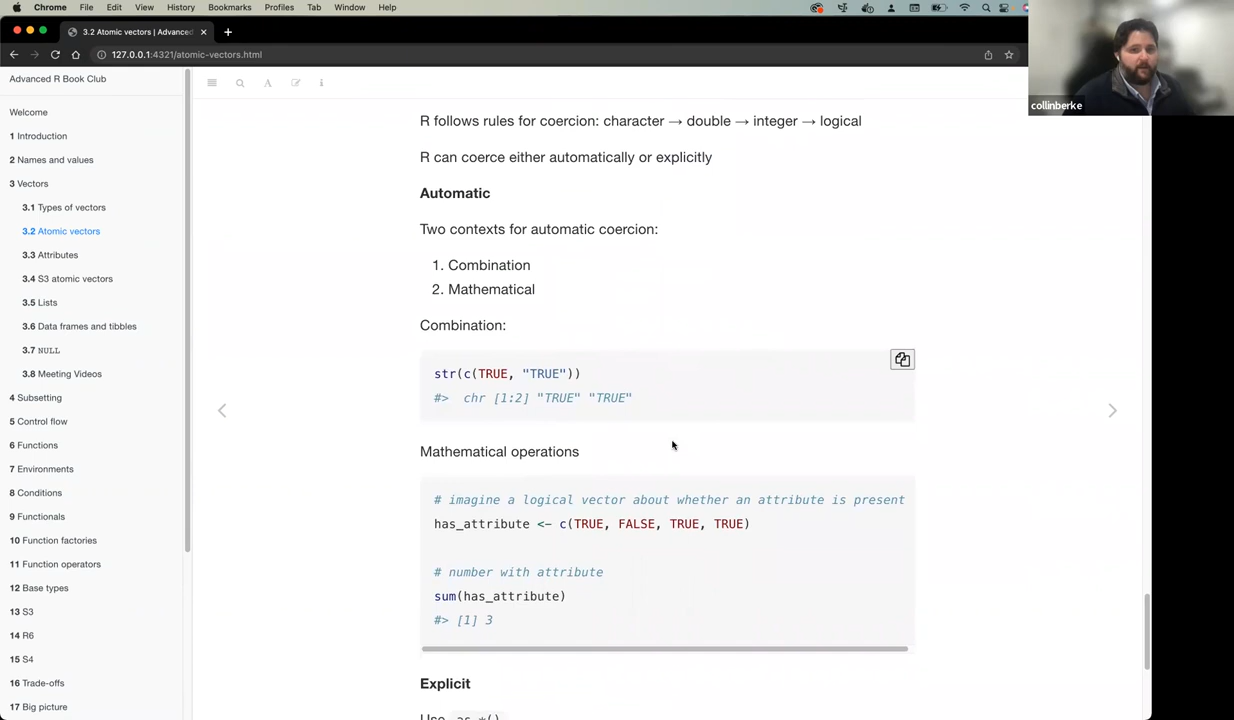 Chrome File Edit View History Bookmarks Profiles Tab Window Help
3.2 Atomic vectors | Advanced
127.0.0.1:4321/atomic-vectors.html
collinberke
Advanced R Book Club
Welcome
1 Introduction
2 Names and values
3 Vectors
3.1 Types of vectors
3.2 Atomic vectors
3.3 Attributes
3.4 S3 atomic vectors
3.5 Lists
3.6 Data frames and tibbles
3.7 NULL
3.8 Meeting Videos
4 Subsetting
5 Control flow
6 Functions
7 Environments
8 Conditions
9 Functionals
10 Function factories
11 Function operators
12 Base types
13 S3
14 R6
15 S4
16 Trade-offs
17 Big picture
R follows rules for coercion: character → double → integer → logical
R can coerce either automatically or explicitly
Automatic
Two contexts for automatic coercion:
1. Combination
2. Mathematical
Combination:
str(c(TRUE, "TRUE"))
#> chr [1:2] "TRUE" "TRUE"
Mathematical operations
# imagine a logical vector about whether an attribute is present
has_attribute <- c(TRUE, FALSE, TRUE, TRUE)
# number with attribute
sum(has_attribute)
#> [1] 3
Explicit
Use as.*()